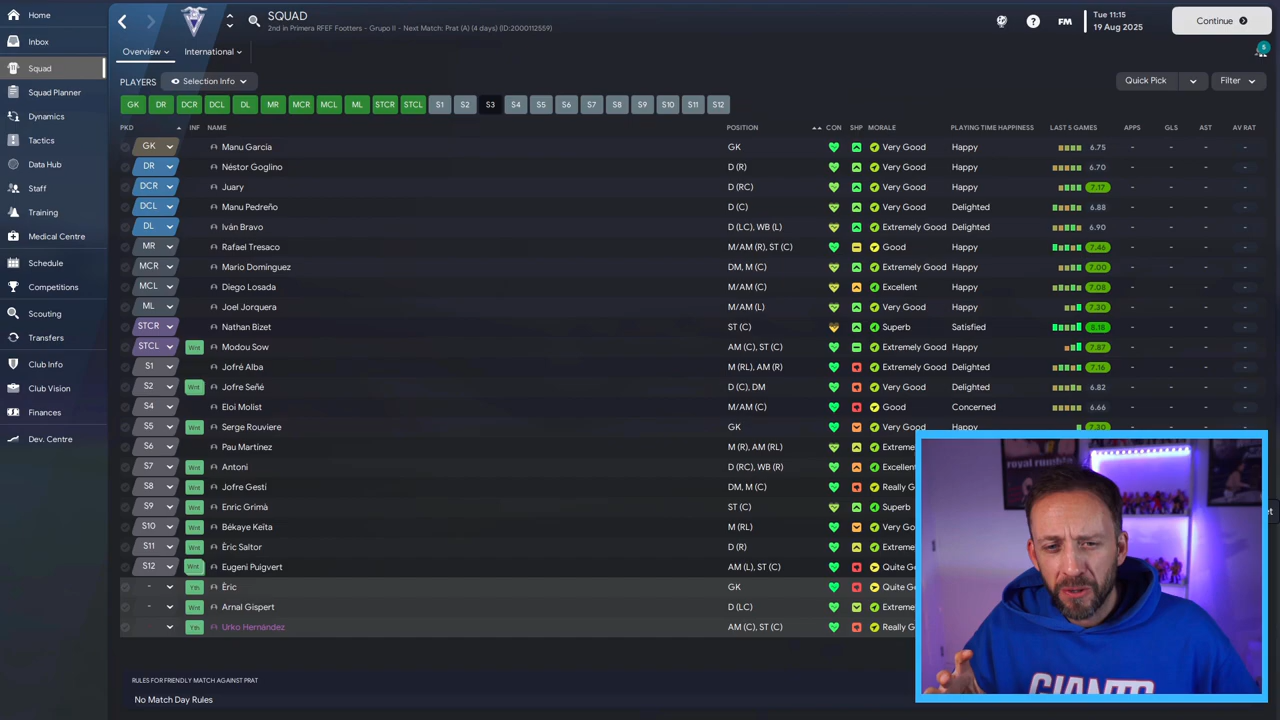 Home
SQUAD
2nd in Primera RFEF Footters - Grupo II - Next Match: Prat (A) (4 days) (ID:2000112559)
FM
Tue 11:15
19 Aug 2025
Continue
Inbox
Squad
Squad Planner
Dynamics
Tactics
Data Hub
Staff
Training
Medical Centre
Schedule
Competitions
Scouting
Transfers
Club Info
Club Vision
Finances
Dev. Centre
Overview International
5
PLAYERS Selection Info Quick Pick Filter
GK DR DCR DCL DL MR MCR MCL ML STCR STCL S1 S2 S3 S4 S5 S6 S7 S8 S9 S10 S11 S12
PKD INF NAME POSITION CON SHP MORALE PLAYING TIME HAPPINESS LAST 5 GAMES APPS GLS AST AV RAT
GK Manu García GK Very Good Happy 6.75 - - - -
DR Néstor Goglino D (R) Very Good Happy 6.70 - - - -
DCR Juary D (RC) Very Good Happy 7.17 - - - -
DCL Manu Pedreño D (C) Very Good Delighted 6.88 - - - -
DL Iván Bravo D (LC), WB (L) Extremely Good Delighted 6.90 - - - -
MR Rafael Tresaco M/AM (R), ST (C) Good Happy 7.46 - - - -
MCR Mario Domínguez DM, M (C) Extremely Good Happy 7.00 - - - -
MCL Diego Losada M/AM (C) Excellent Happy 7.08 - - - -
ML Joel Jorquera M/AM (L) Very Good Happy 7.30 - - - -
STCR Nathan Bizet ST (C) Superb Satisfied 8.18 - - - -
STCL Wnt Modou Sow AM (C), ST (C) Extremely Good Happy 7.87 - - - -
S1 Jofré Alba M (RL), AM (R) Extremely Good Delighted 7.16 - - - -
S2 Wnt Jofre Señé D (C), DM Very Good Delighted 6.82 - - - -
S4 Eloi Molist M/AM (C) Good Concerned 6.66 - - - -
S5 Wnt Serge Rouviere GK Very Good Happy 7.30 - - - -
S6 Pau Martínez M (R), AM (RL) Extreme
S7 Wnt Antoni D (RC), WB (R) Excellent
S8 Wnt Jofre Gestí DM, M (C) Really G
S9 Wnt Enric Grimà ST (C) Superb
S10 Wnt Békaye Keïta M (RL) Very Go
S11 Wnt Èric Saltor D (R) Extreme
S12 Wnt Eugeni Puigvert AM (L), ST (C) Quite Go
- Yth Èric GK Quite Go
- Wnt Arnal Gispert D (LC) Extreme
Yth Urko Hernández AM (C), ST (C) Really G
RULES FOR FRIENDLY MATCH AGAINST PRAT
No Match Day Rules
royal rumble
GIANTS
et